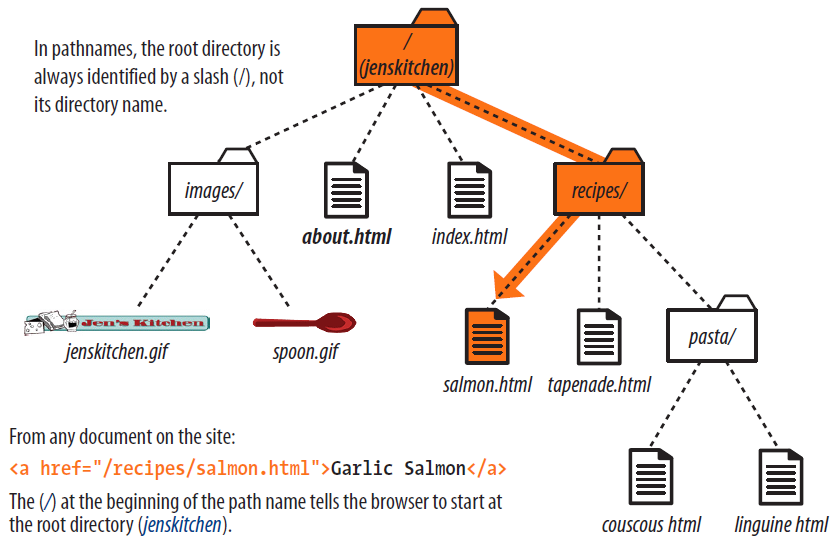 In pathnames, the root directory is
always identified by a slash (/), not
its directory name.
/
(jenskitchen)
images/
about.html
index.html
recipes/
Jen's Kitchen
jenskitchen.gif
spoon.gif
salmon.html
tapenade.html
pasta/
couscous html
linguine html
From any document on the site:
<a href="/recipes/salmon.html">Garlic Salmon</a>
The (/) at the beginning of the path name tells the browser to start at
the root directory (jenskitchen).